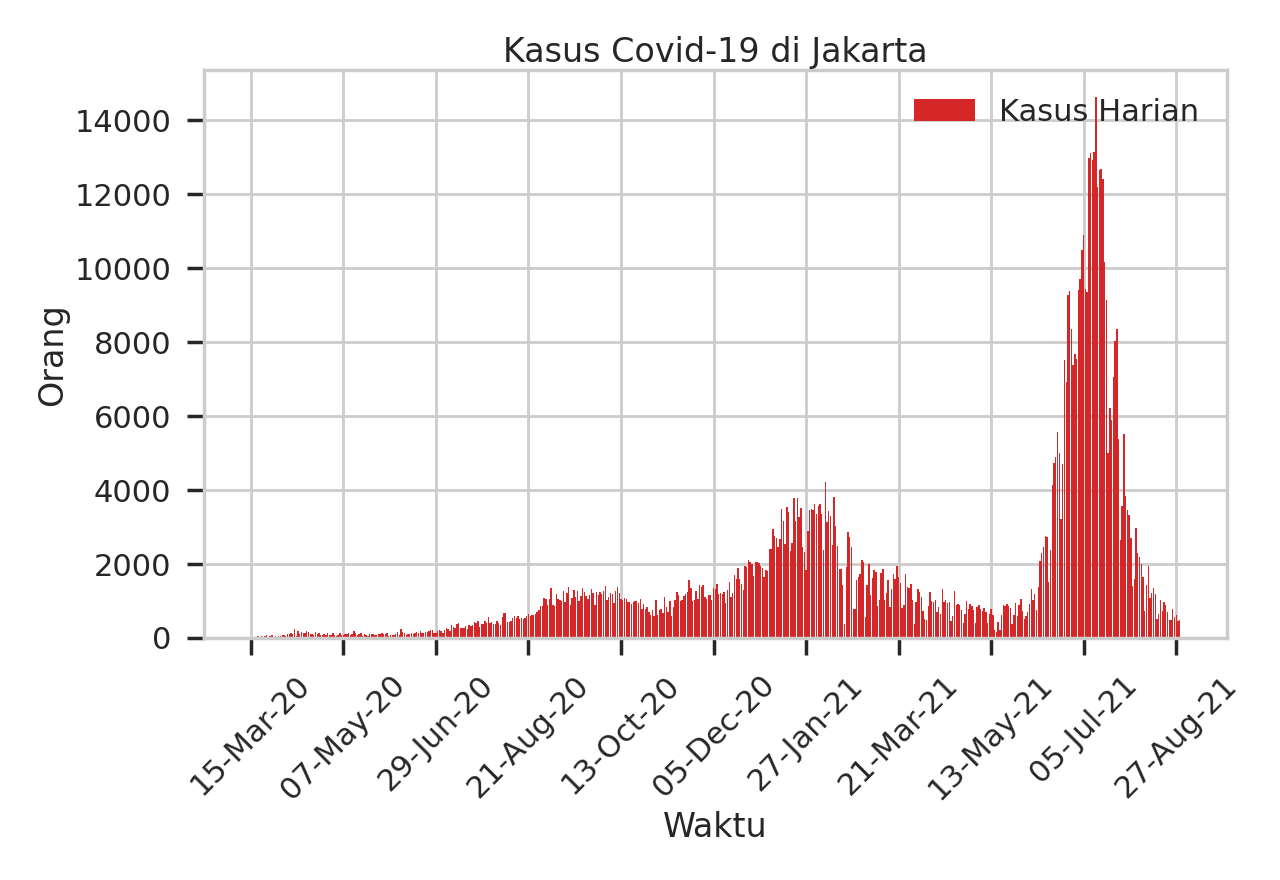 Kasus Covid-19 di Jakarta
Kasus Harian
14000
12000
10000
8000
6000
4000
2000
0
Orang
15-Mar-20
07-May-20
29-Jun-20
21-Aug-20
13-Oct-20
05-Dec-20
27-Jan-21
21-Mar-21
13-May-21
05-Jul-21
27-Aug-21
Waktu